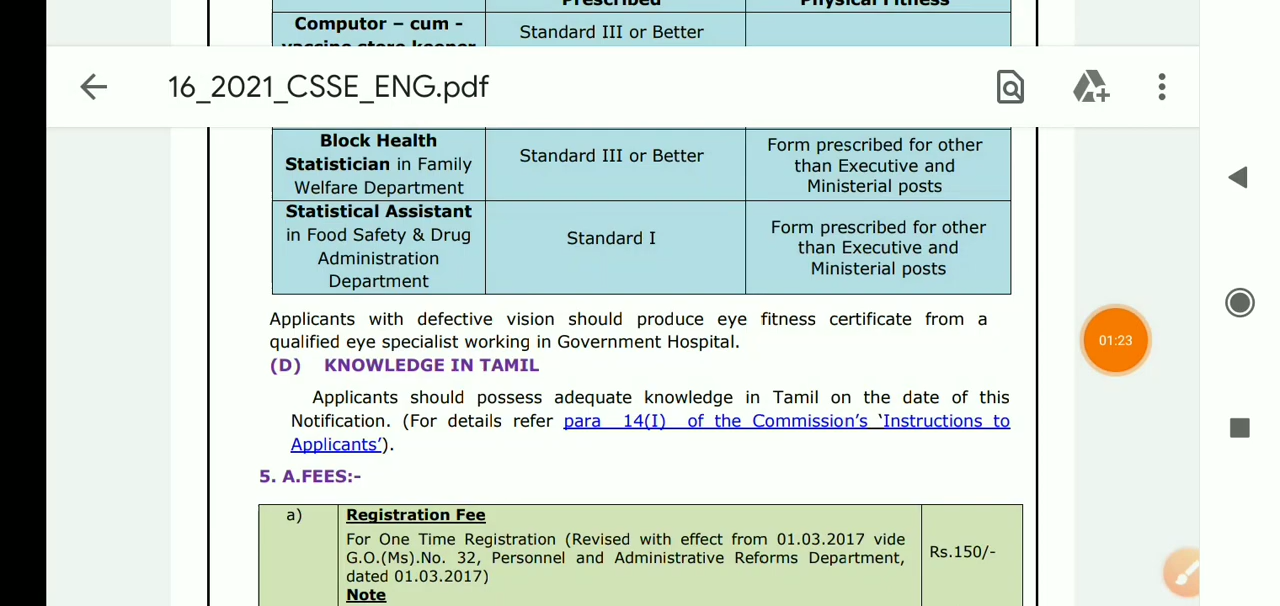 Prescribed
Physical Fitness
Computor – cum -
Standard III or Better
vaccine store keeper
16_2021_CSSE_ENG.pdf
Block Health
Statistician in Family
Welfare Department
Standard III or Better
Form prescribed for other
than Executive and
Ministerial posts
Statistical Assistant
in Food Safety & Drug
Administration
Department
Standard I
Form prescribed for other
than Executive and
Ministerial posts
Applicants with defective vision should produce eye fitness certificate from a
qualified eye specialist working in Government Hospital.
(D) KNOWLEDGE IN TAMIL
Applicants should possess adequate knowledge in Tamil on the date of this
Notification. (For details refer para 14(I) of the Commission’s ‘Instructions to
Applicants’).
5. A.FEES:-
a)
Registration Fee
For One Time Registration (Revised with effect from 01.03.2017 vide
G.O.(Ms).No. 32, Personnel and Administrative Reforms Department,
dated 01.03.2017)
Note
Rs.150/-
01:23